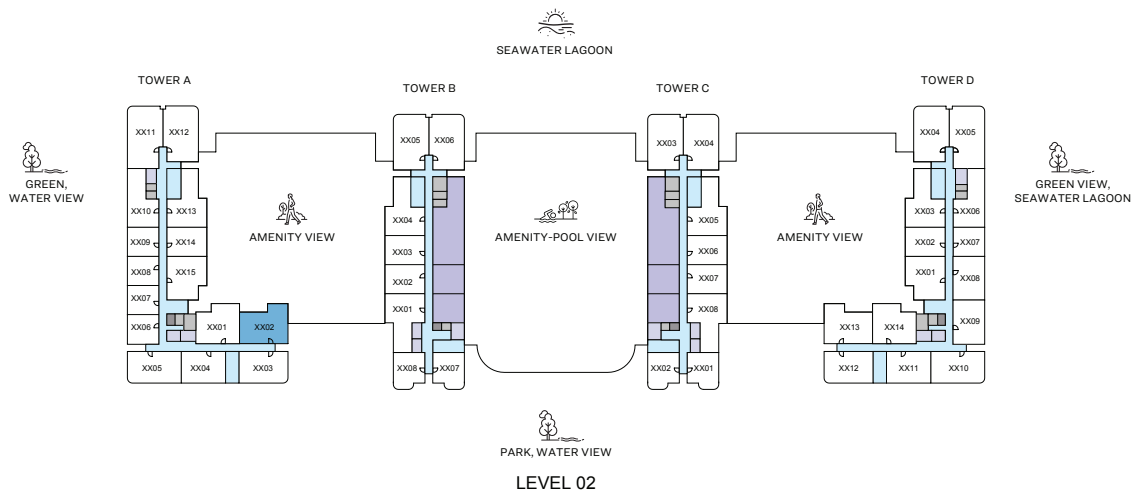 SEAWATER LAGOON
TOWER A
TOWER B
TOWER C
TOWER D
XX11 XX12
XX05 XX06
XX03 XX04
XX04 XX05
GREEN,
WATER VIEW
GREEN VIEW,
SEAWATER LAGOON
XX10 XX13
XX09 XX14
XX08 XX15
XX07
XX06 XX01 XX02
XX05 XX04 XX03
AMENITY VIEW
XX04
XX03
XX02
XX01
XX08 XX07
AMENITY-POOL VIEW
XX05
XX06
XX07
XX08
XX02 XX01
AMENITY VIEW
XX03 XX06
XX02 XX07
XX01 XX08
XX13 XX14 XX09
XX12 XX11 XX10
PARK, WATER VIEW
LEVEL 02